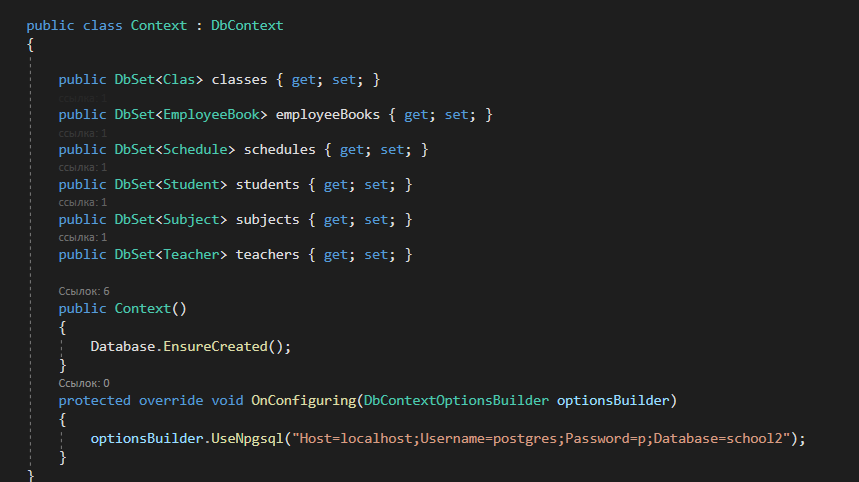 public class Context : DbContext
{
public DbSet<Clas> classes { get; set; }
ссылка: 1
public DbSet<EmployeeBook> employeeBooks { get; set; }
ссылка: 1
public DbSet<Schedule> schedules { get; set; }
ссылка: 1
public DbSet<Student> students { get; set; }
ссылка: 1
public DbSet<Subject> subjects { get; set; }
ссылка: 1
public DbSet<Teacher> teachers { get; set; }
Ссылок: 6
public Context()
{
Database.EnsureCreated();
}
Ссылок: 0
protected override void OnConfiguring(DbContextOptionsBuilder optionsBuilder)
{
optionsBuilder.UseNpgsql("Host=localhost;Username=postgres;Password=p;Database=school2");
}
}